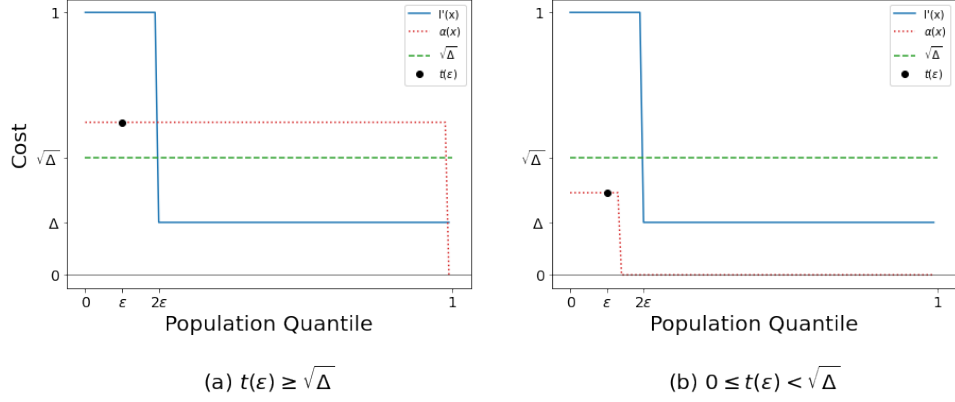 1
√Δ
Δ
0
Cost
l'(x)
α(x)
√Δ
t(ε)
0 ε 2ε 1
Population Quantile
(a) t(ε) ≥ √Δ
1
√Δ
Δ
0
l'(x)
α(x)
√Δ
t(ε)
0 ε 2ε 1
Population Quantile
(b) 0 ≤ t(ε) < √Δ